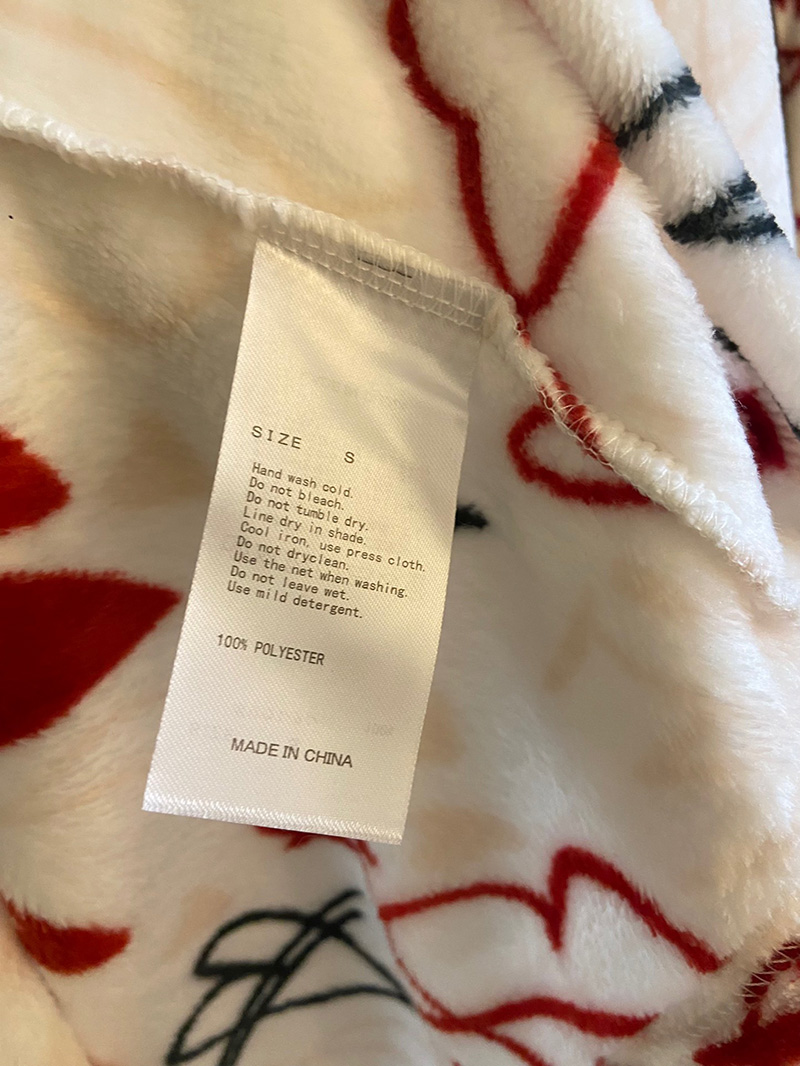 SIZE S
Hand wash cold.
Do not bleach.
Do not tumble dry.
Line dry in shade.
Cool iron, use press cloth.
Do not dryclean.
Use the net when washing.
Do not leave wet.
Use mild detergent.
100% POLYESTER
MADE IN CHINA